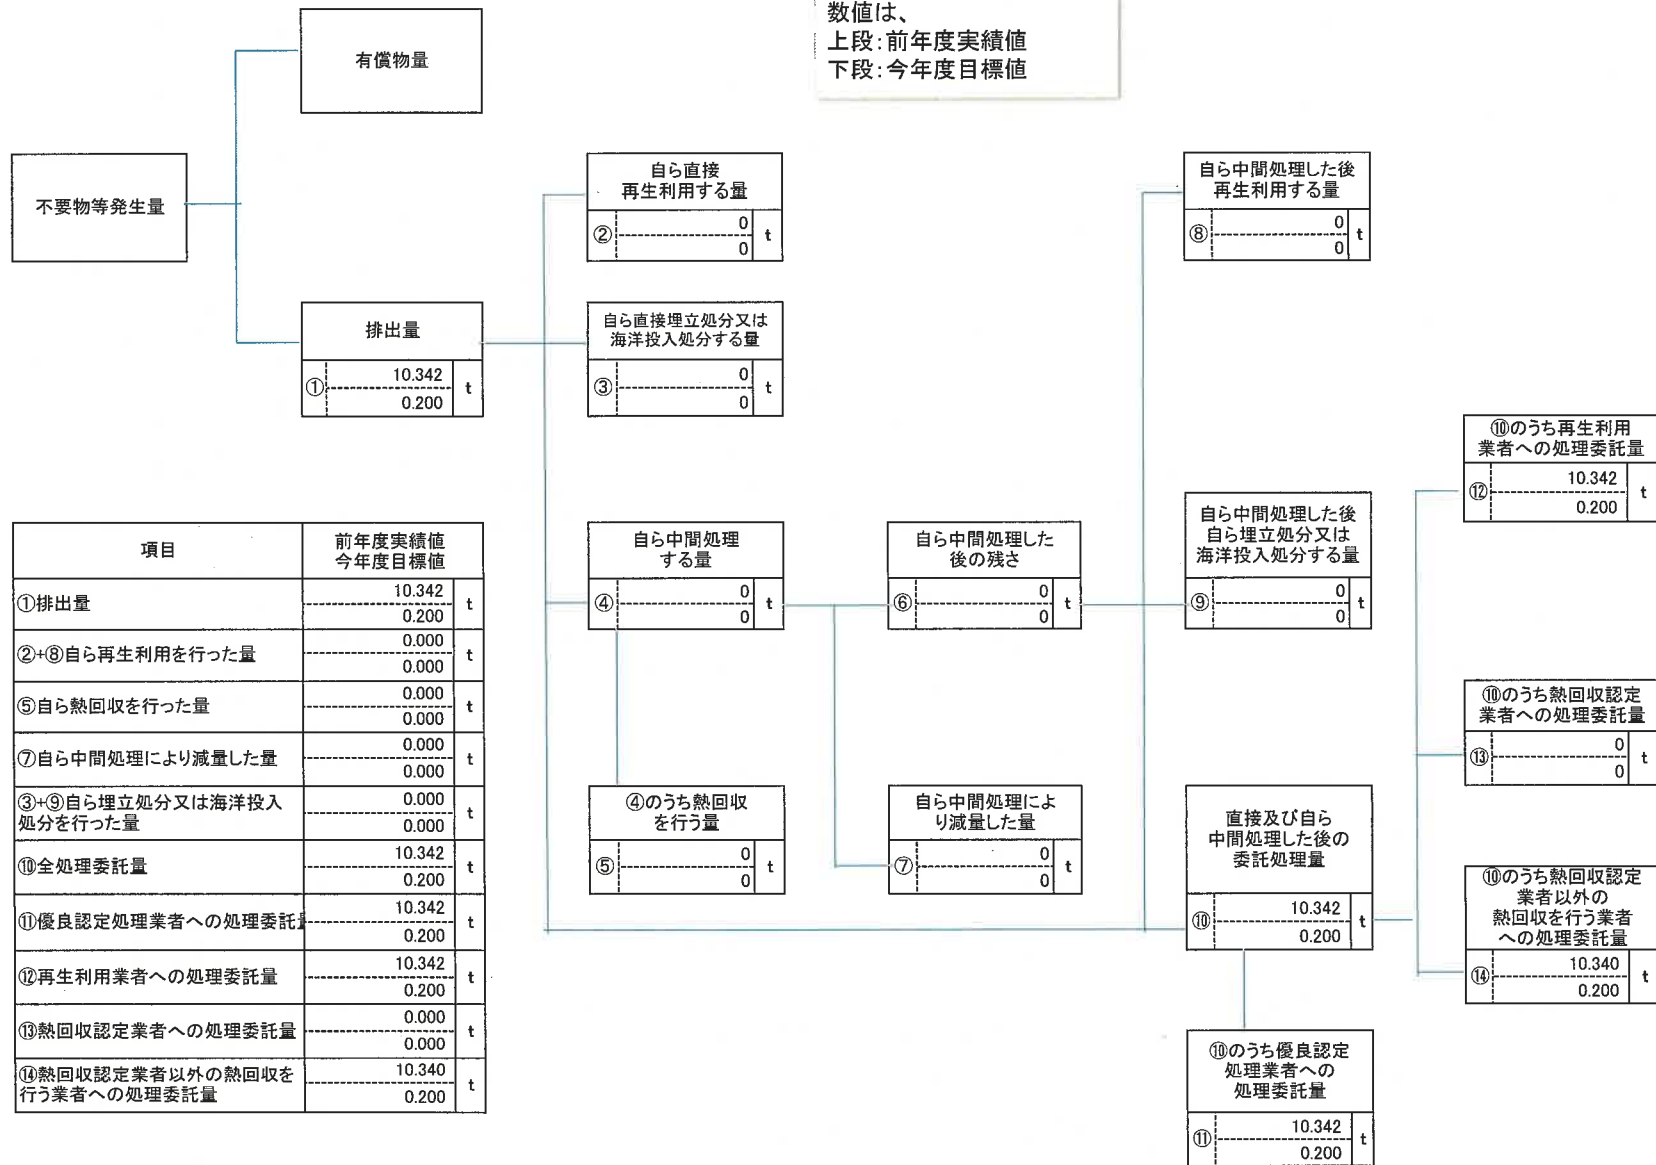 数値は、
上段:前年度実績値
下段:今年度目標値
有償物量
不要物等発生量
排出量
① 10.342 t
0.200
自ら直接
再生利用する量
② 0 t
0
自ら直接埋立処分又は
海洋投入処分する量
③ 0 t
0
自ら中間処理
する量
④ 0 t
0
④のうち熱回収
を行う量
⑤ 0 t
0
自ら中間処理した
後の残さ
⑥ 0 t
0
自ら中間処理によ
り減量した量
⑦ 0 t
0
自ら中間処理した後
再生利用する量
⑧ 0 t
0
自ら中間処理した後
自ら埋立処分又は
海洋投入処分する量
⑨ 0 t
0
直接及び自ら
中間処理した後の
委託処理量
⑩ 10.342 t
0.200
⑩のうち優良認定
処理業者への
処理委託量
⑪ 10.342 t
0.200
⑩のうち再生利用
業者への処理委託量
⑫ 10.342 t
0.200
⑩のうち熱回収認定
業者への処理委託量
⑬ 0 t
0
⑩のうち熱回収認定
業者以外の
熱回収を行う業者
への処理委託量
⑭ 10.340 t
0.200
項目 前年度実績値
今年度目標値
①排出量 10.342 t
0.200
②+⑧自ら再生利用を行った量 0.000 t
0.000
⑤自ら熱回収を行った量 0.000 t
0.000
⑦自ら中間処理により減量した量 0.000 t
0.000
③+⑨自ら埋立処分又は海洋投入
処分を行った量 0.000 t
0.000
⑩全処理委託量 10.342 t
0.200
⑪優良認定処理業者への処理委託 10.342 t
0.200
⑫再生利用業者への処理委託量 10.342 t
0.200
⑬熱回収認定業者への処理委託量 0.000 t
0.000
⑭熱回収認定業者以外の熱回収を
行う業者への処理委託量 10.340 t
0.200